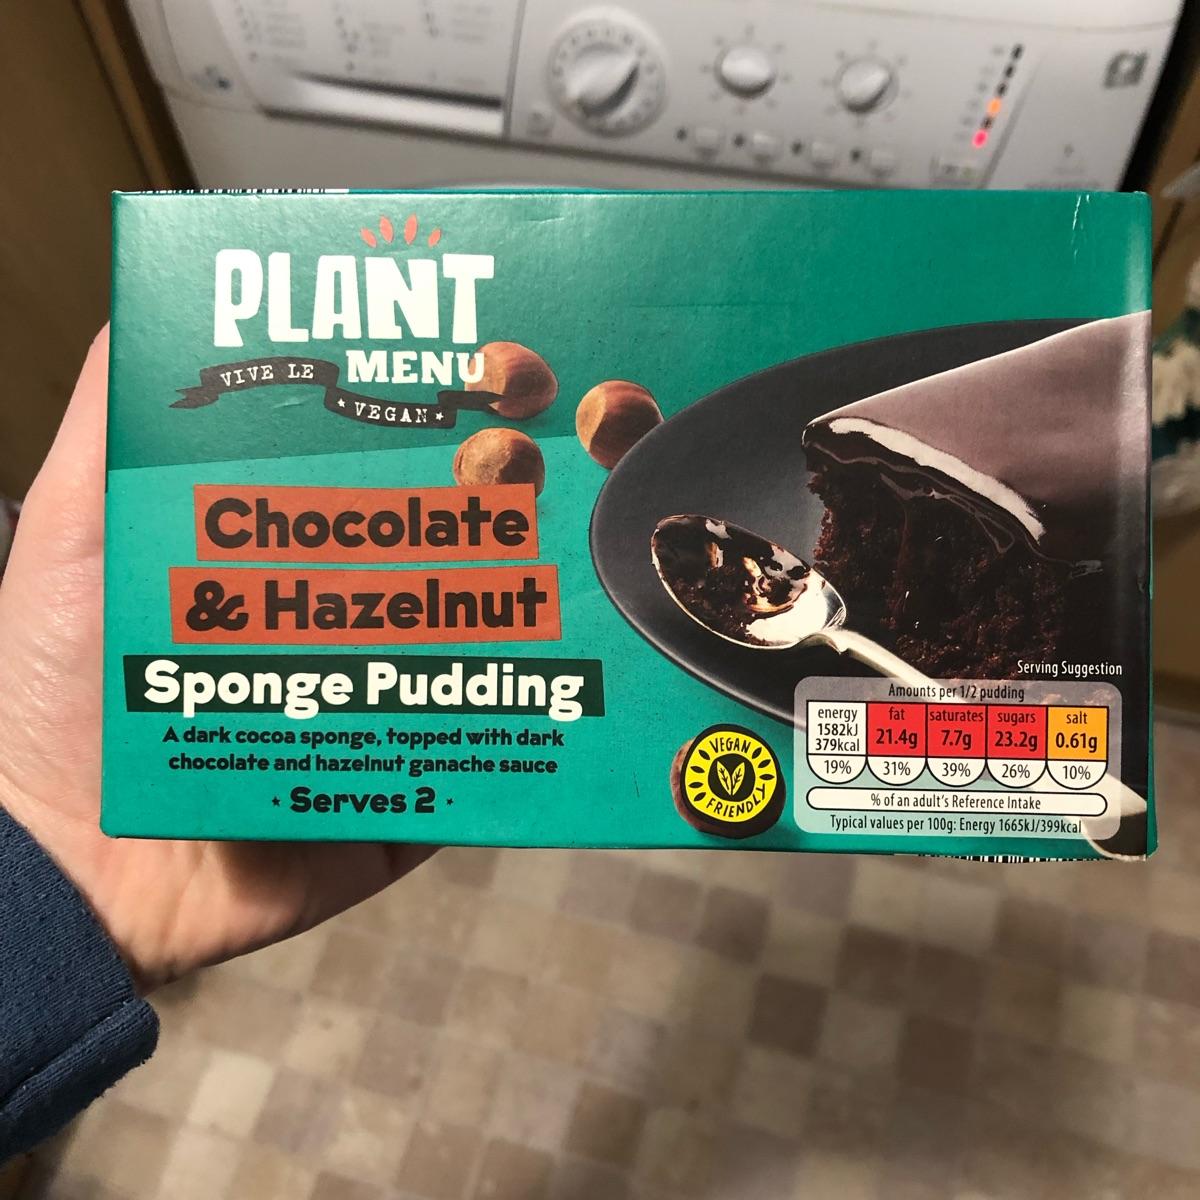 PLANT
MENU
VIVE LE
VEGAN
Chocolate
& Hazelnut
Sponge Pudding
A dark cocoa sponge, topped with dark
chocolate and hazelnut ganache sauce
Serves 2
VEGAN
FRIENDLY
Serving Suggestion
Amounts per 1/2 pudding
energy fat saturates sugars salt
1582kJ
379kcal 21.4g 7.7g 23.2g 0.61g
19% 31% 39% 26% 10%
% of an adult's Reference Intake
Typical values per 100g: Energy 1665kJ/399kcal